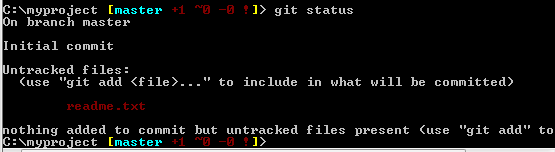 C:\myproject [master +1 ~0 -0 !]> git status
On branch master
Initial commit
Untracked files:
(use "git add <file>..." to include in what will be committed)
readme.txt
nothing added to commit but untracked files present (use "git add" to
C:\myproject [master +1 ~0 -0 !]>